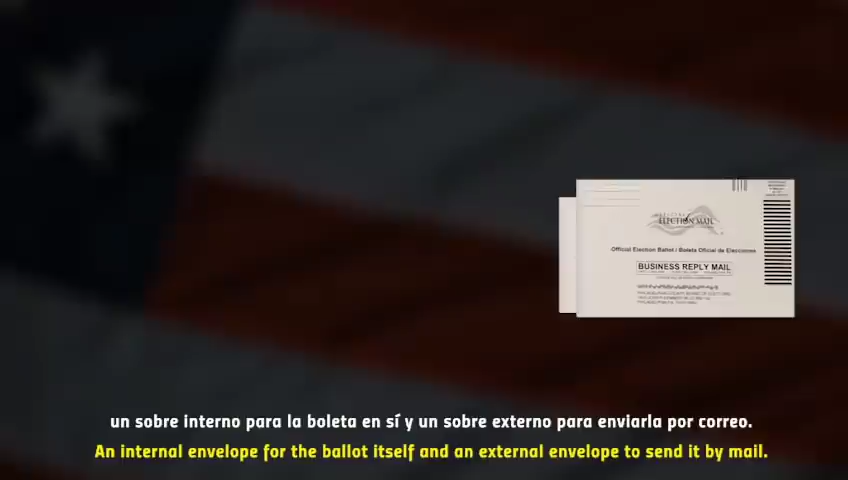 OFFICIAL
ELECTION MAIL
Official Election Ballot / Boleta Oficial de Elecciones
BUSINESS REPLY MAIL
un sobre interno para la boleta en sí y un sobre externo para enviarla por correo.
An internal envelope for the ballot itself and an external envelope to send it by mail.